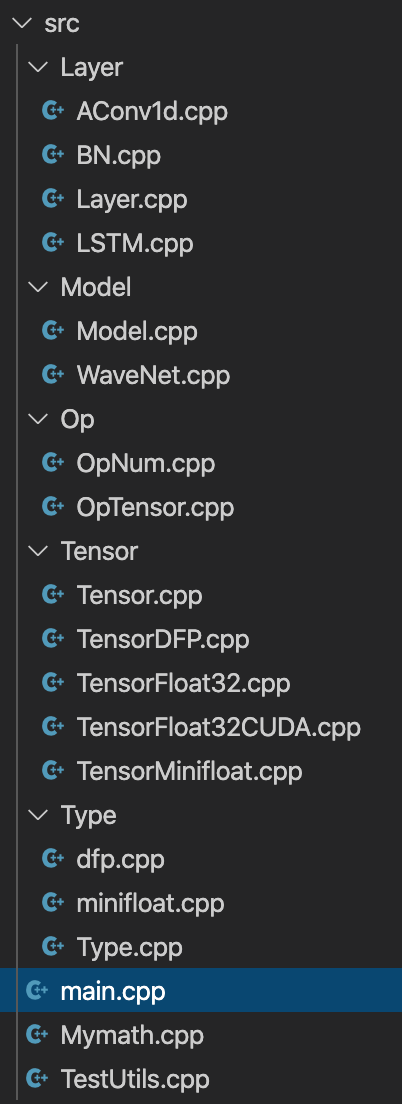 src
Layer
AConv1d.cpp
BN.cpp
Layer.cpp
LSTM.cpp
Model
Model.cpp
WaveNet.cpp
Op
OpNum.cpp
OpTensor.cpp
Tensor
Tensor.cpp
TensorDFP.cpp
TensorFloat32.cpp
TensorFloat32CUDA.cpp
TensorMinifloat.cpp
Type
dfp.cpp
minifloat.cpp
Type.cpp
main.cpp
Mymath.cpp
TestUtils.cpp